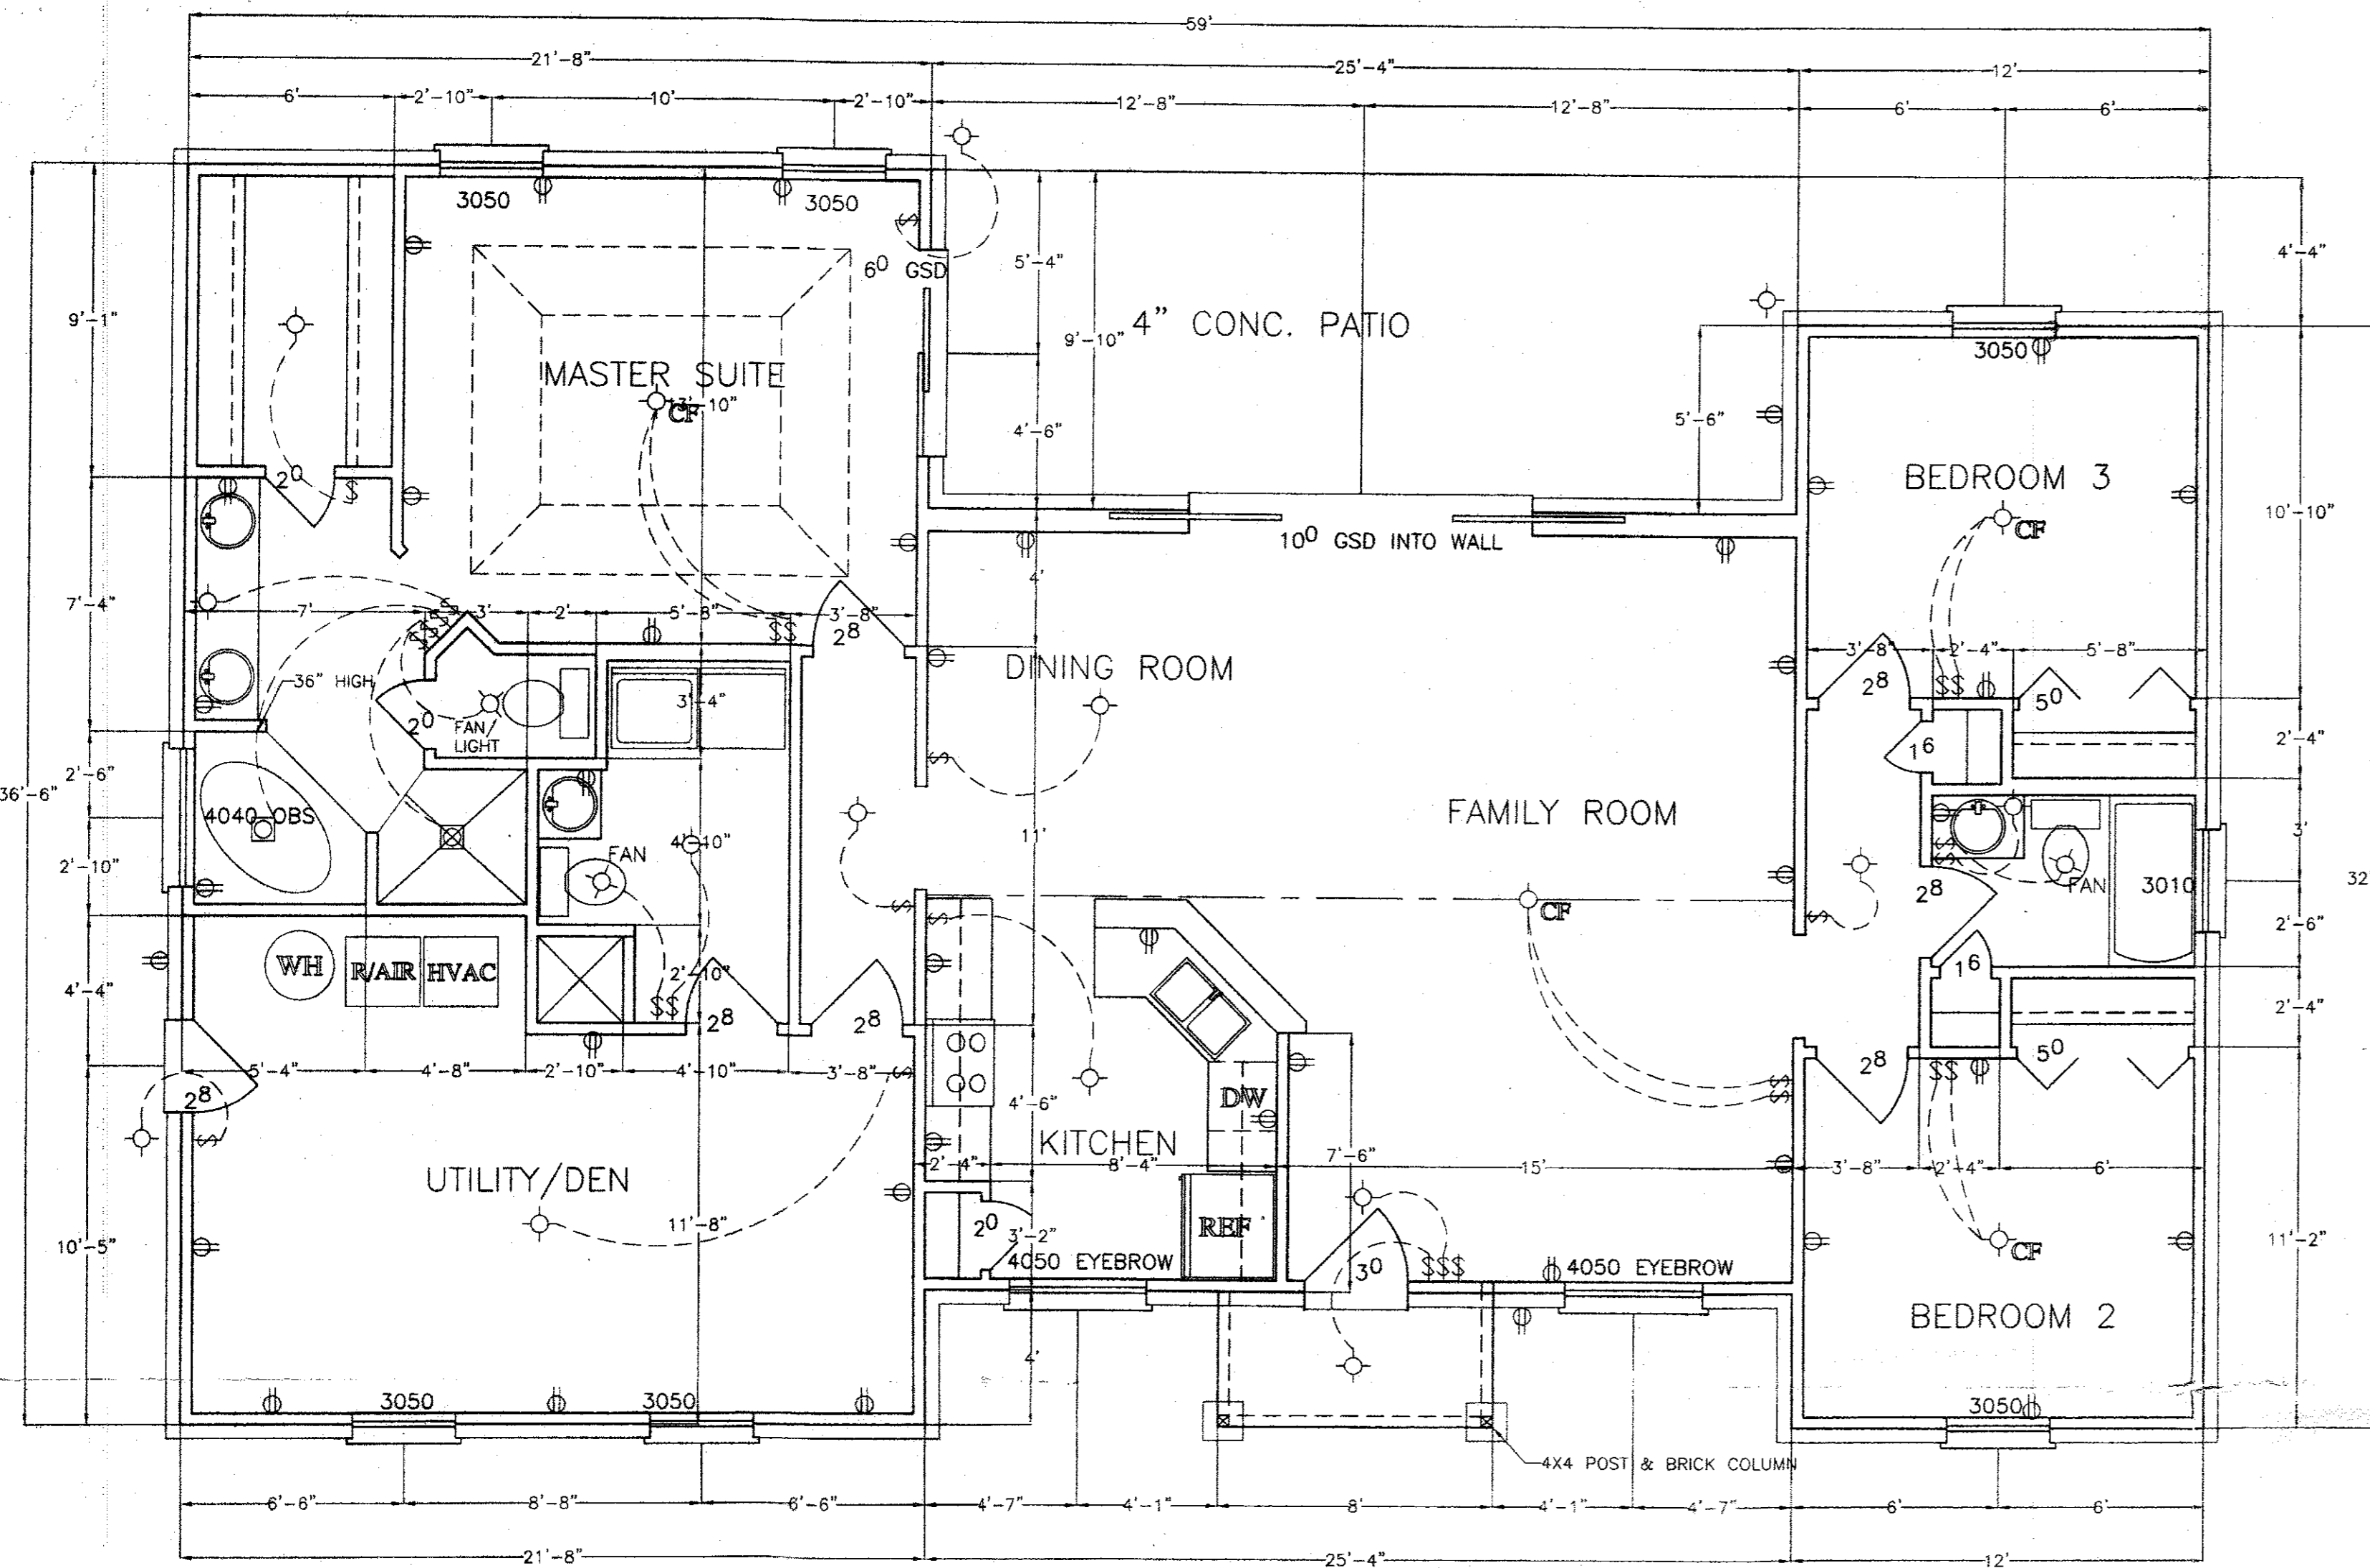 59'
21'-8" 25'-4" 12'
6' 2'-10" 10' 2'-10" 12'-8" 12'-8" 6' 6'
3050 3050
6⁰ GSD 5'-4" 4'-4"
9'-1" 4" CONC. PATIO 9'-10"
3050
MASTER SUITE
CF 13'-10"
4'-6" 5'-6"
2⁰ $ BEDROOM 3
10'-10"
10⁰ GSD INTO WALL CF
4'
7'-4" 7' 3' 2' 5'-8" 3'-8"
$$$ $$ 2⁸
3'-8" 2'-4" 5'-8"
DINING ROOM
36" HIGH 2⁸ $$ 5⁰
3'-4"
2⁰ FAN/
LIGHT
1⁶ 2'-4"
2'-6"
36'-6"
4040 OBS FAMILY ROOM
11' 3'
2'-10" 4'-10"
FAN
2⁸ FAN 3010 32
CF
2'-6"
WH R/AIR HVAC 2'-10" 1⁶
4'-4" $$ 2'-4"
2⁸ 2⁸
5'-4" 4'-8" 2'-10" 4'-10" 3'-8" 2⁸ $$ 5⁰
2⁸ 4'-6" DW
KITCHEN 7'-6"
2'-4" 8'-4" 15' 3'-8" 2'-4" 6'
UTILITY/DEN
11'-8" 2⁰ 3'-2" REF
10'-5" CF 11'-2"
4050 EYEBROW 3⁰ $$$ 4050 EYEBROW
BEDROOM 2
4'
3050 3050 3050
4X4 POST & BRICK COLUMN
6'-6" 8'-8" 6'-6" 4'-7" 4'-1" 8' 4'-1" 4'-7" 6' 6'
21'-8" 25'-4" 12'